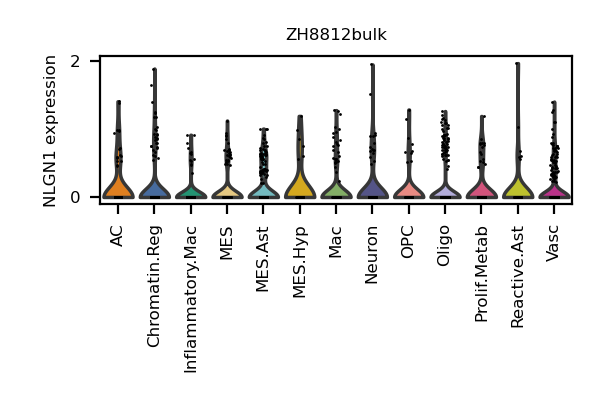 ZH8812bulk
NLGN1 expression
2
0
AC
Chromatin.Reg
Inflammatory.Mac
MES
MES.Ast
MES.Hyp
Mac
Neuron
OPC
Oligo
Prolif.Metab
Reactive.Ast
Vasc